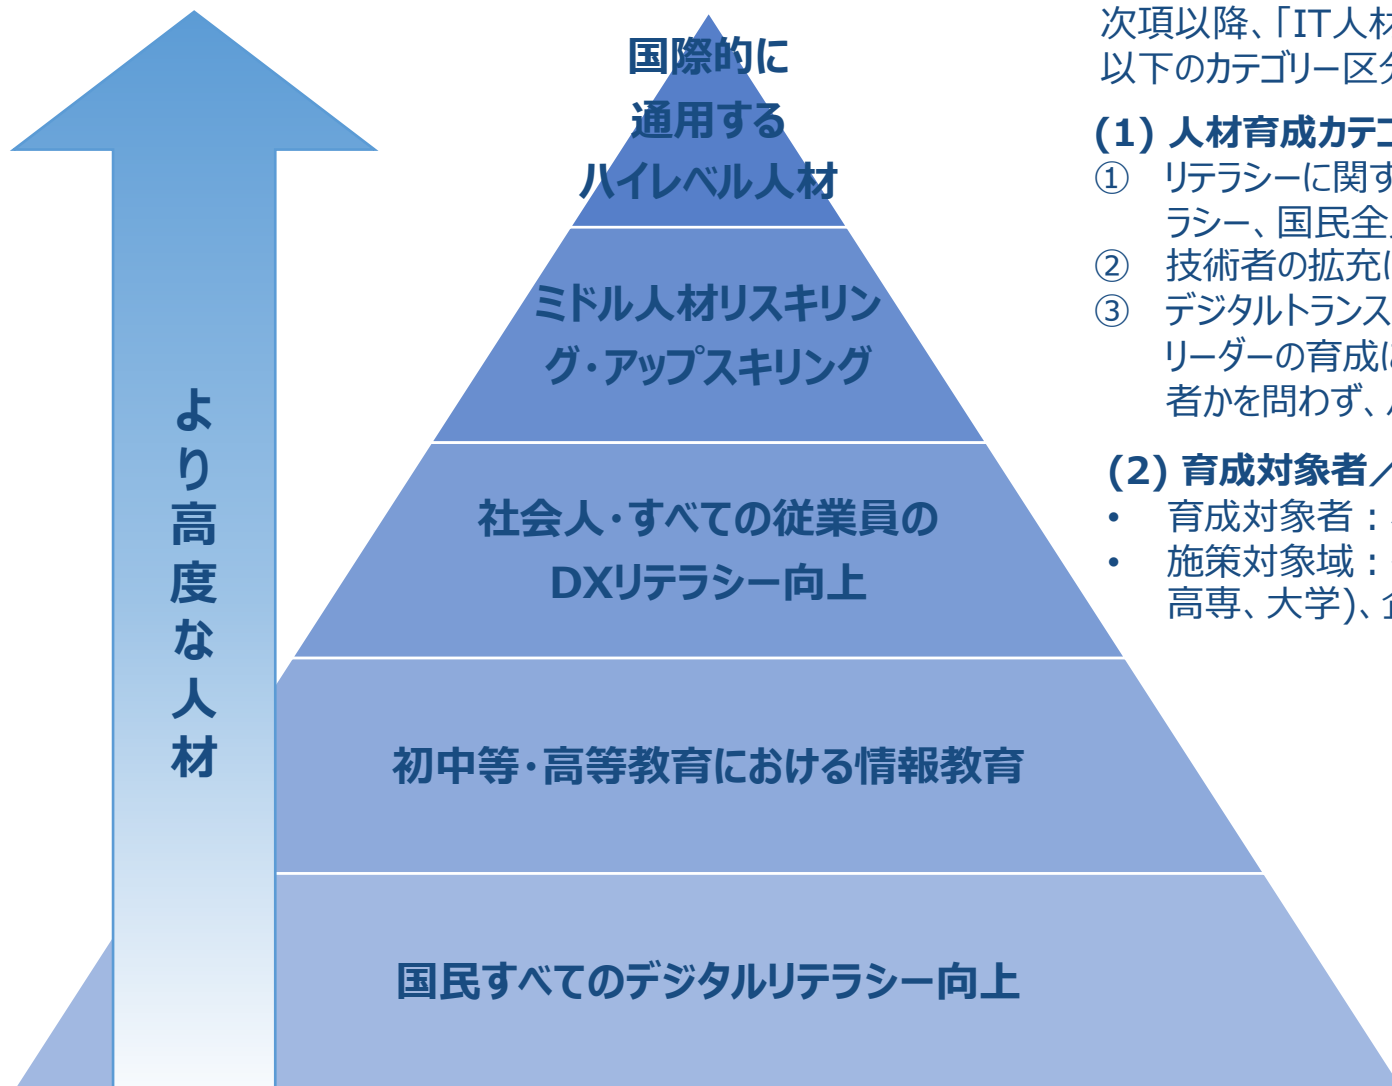 より高度な人材
国際的に
通用する
ハイレベル人材
ミドル人材リスキリン
グ・アップスキリング
社会人・すべての従業員の
DXリテラシー向上
初中等・高等教育における情報教育
国民すべてのデジタルリテラシー向上
次項以降、「IT人材
以下のカテゴリー区分
(1) 人材育成カテゴ
① リテラシーに関す
ラシー、国民全
② 技術者の拡充
③ デジタルトランス
リーダーの育成に
者かを問わず、
(2) 育成対象者／
• 育成対象者：
• 施策対象域：
高専、大学)、企